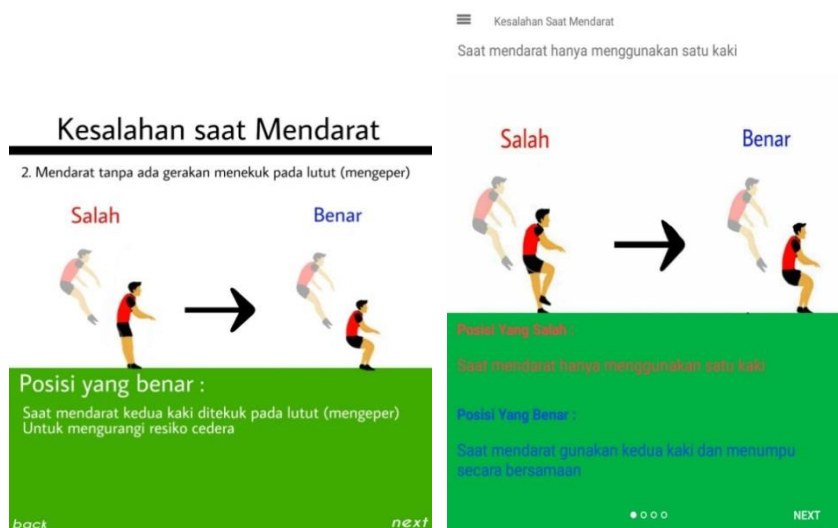 Kesalahan saat Mendarat
2. Mendarat tanpa ada gerakan menekuk pada lutut (mengeper)
Salah
Benar
Posisi yang benar :
Saat mendarat kedua kaki ditekuk pada lutut (mengeper)
Untuk mengurangi resiko cedera
back
next
Kesalahan Saat Mendarat
Saat mendarat hanya menggunakan satu kaki
Salah
Benar
Posisi Yang Salah :
Saat mendarat hanya menggunakan satu kaki
Posisi Yang Benar :
Saat mendarat gunakan kedua kaki dan menumpu
secara bersamaan
NEXT